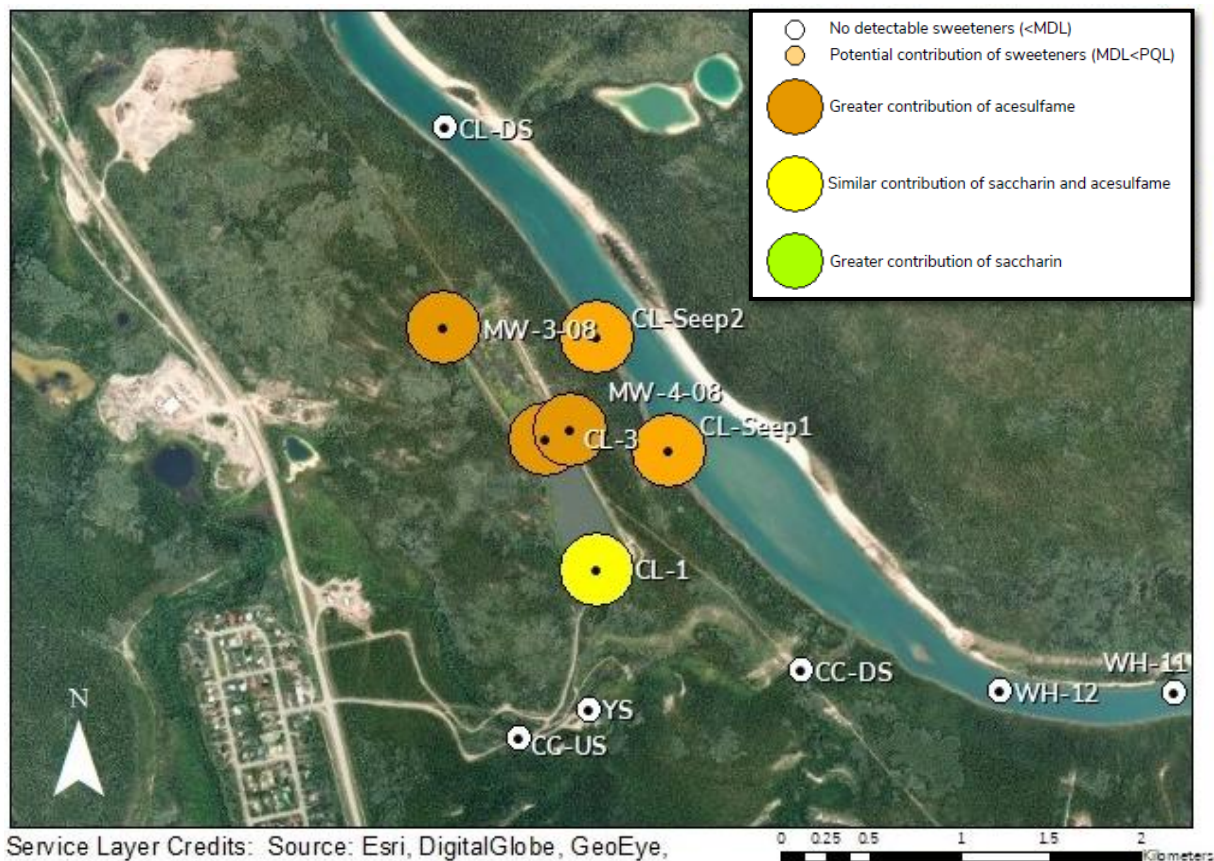 No detectable sweeteners (<MDL)
Potential contribution of sweeteners (MDL<PQL)
Greater contribution of acesulfame
Similar contribution of saccharin and acesulfame
Greater contribution of saccharin
CL-DS
CL-Seep2
MW-3-08
MW-4-08
CL-Seep1
CL-3
CL-1
WH-11
CC-DS
WH-12
N
YS
CC-US
Service Layer Credits: Source: Esri, DigitalGlobe, GeoEye,
0 0.25 0.5 1 1.5 2
Kilometers